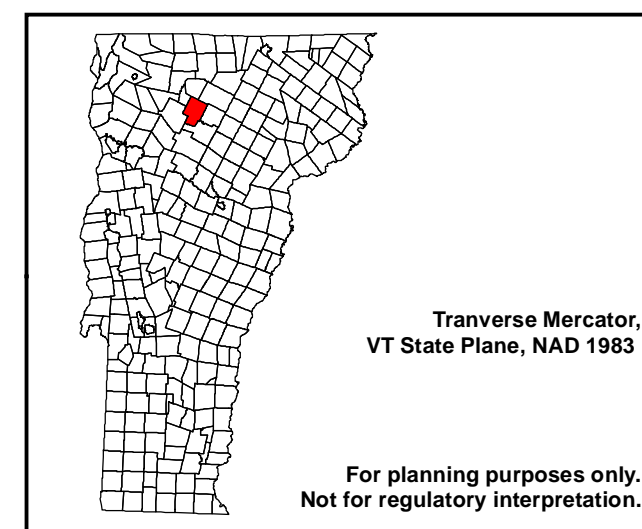 Tranverse Mercator,
VT State Plane, NAD 1983
For planning purposes only.
Not for regulatory interpretation.